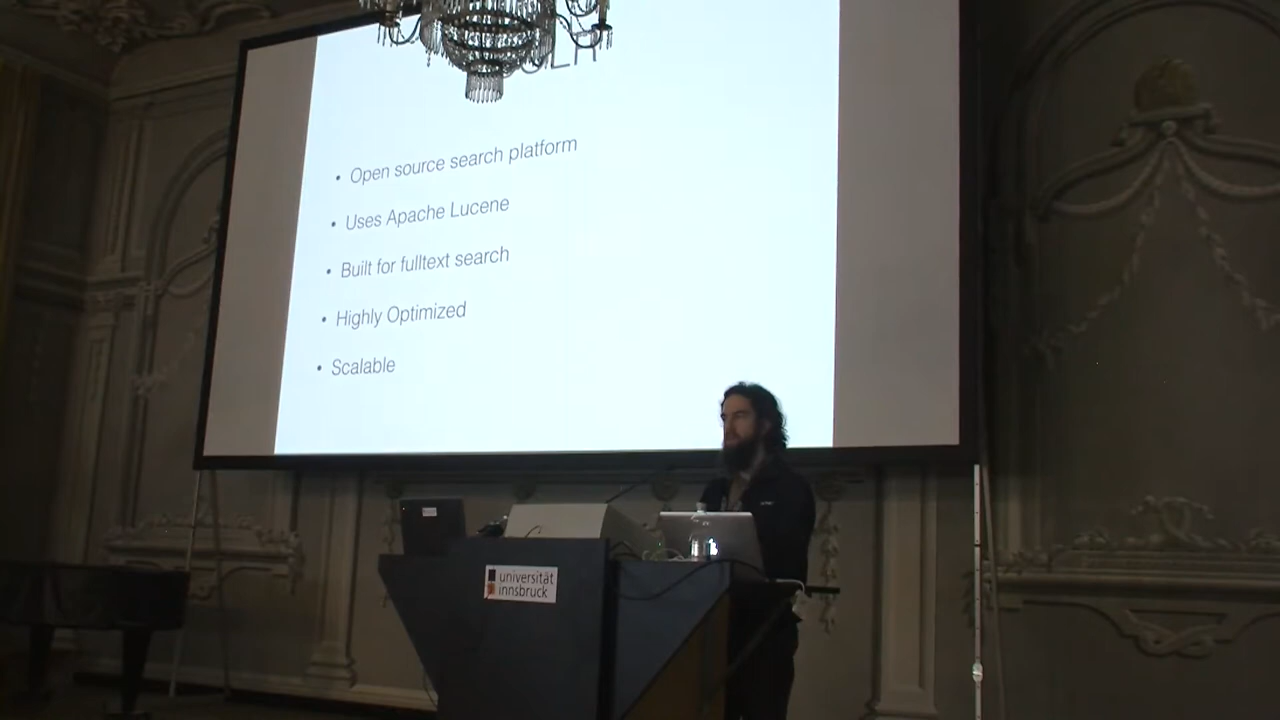 • Open source search platform
• Uses Apache Lucene
• Built for fulltext search
• Highly Optimized
• Scalable
universität
innsbruck